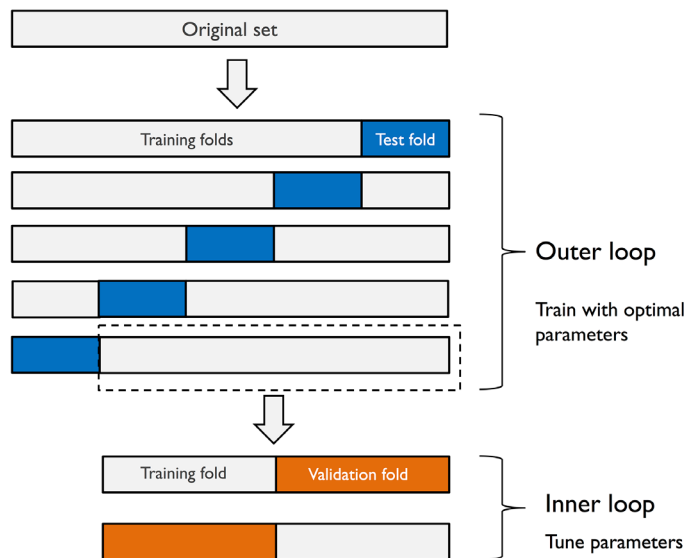 Original set
Training folds
Test fold
Outer loop
Train with optimal
parameters
Training fold
Validation fold
Inner loop
Tune parameters